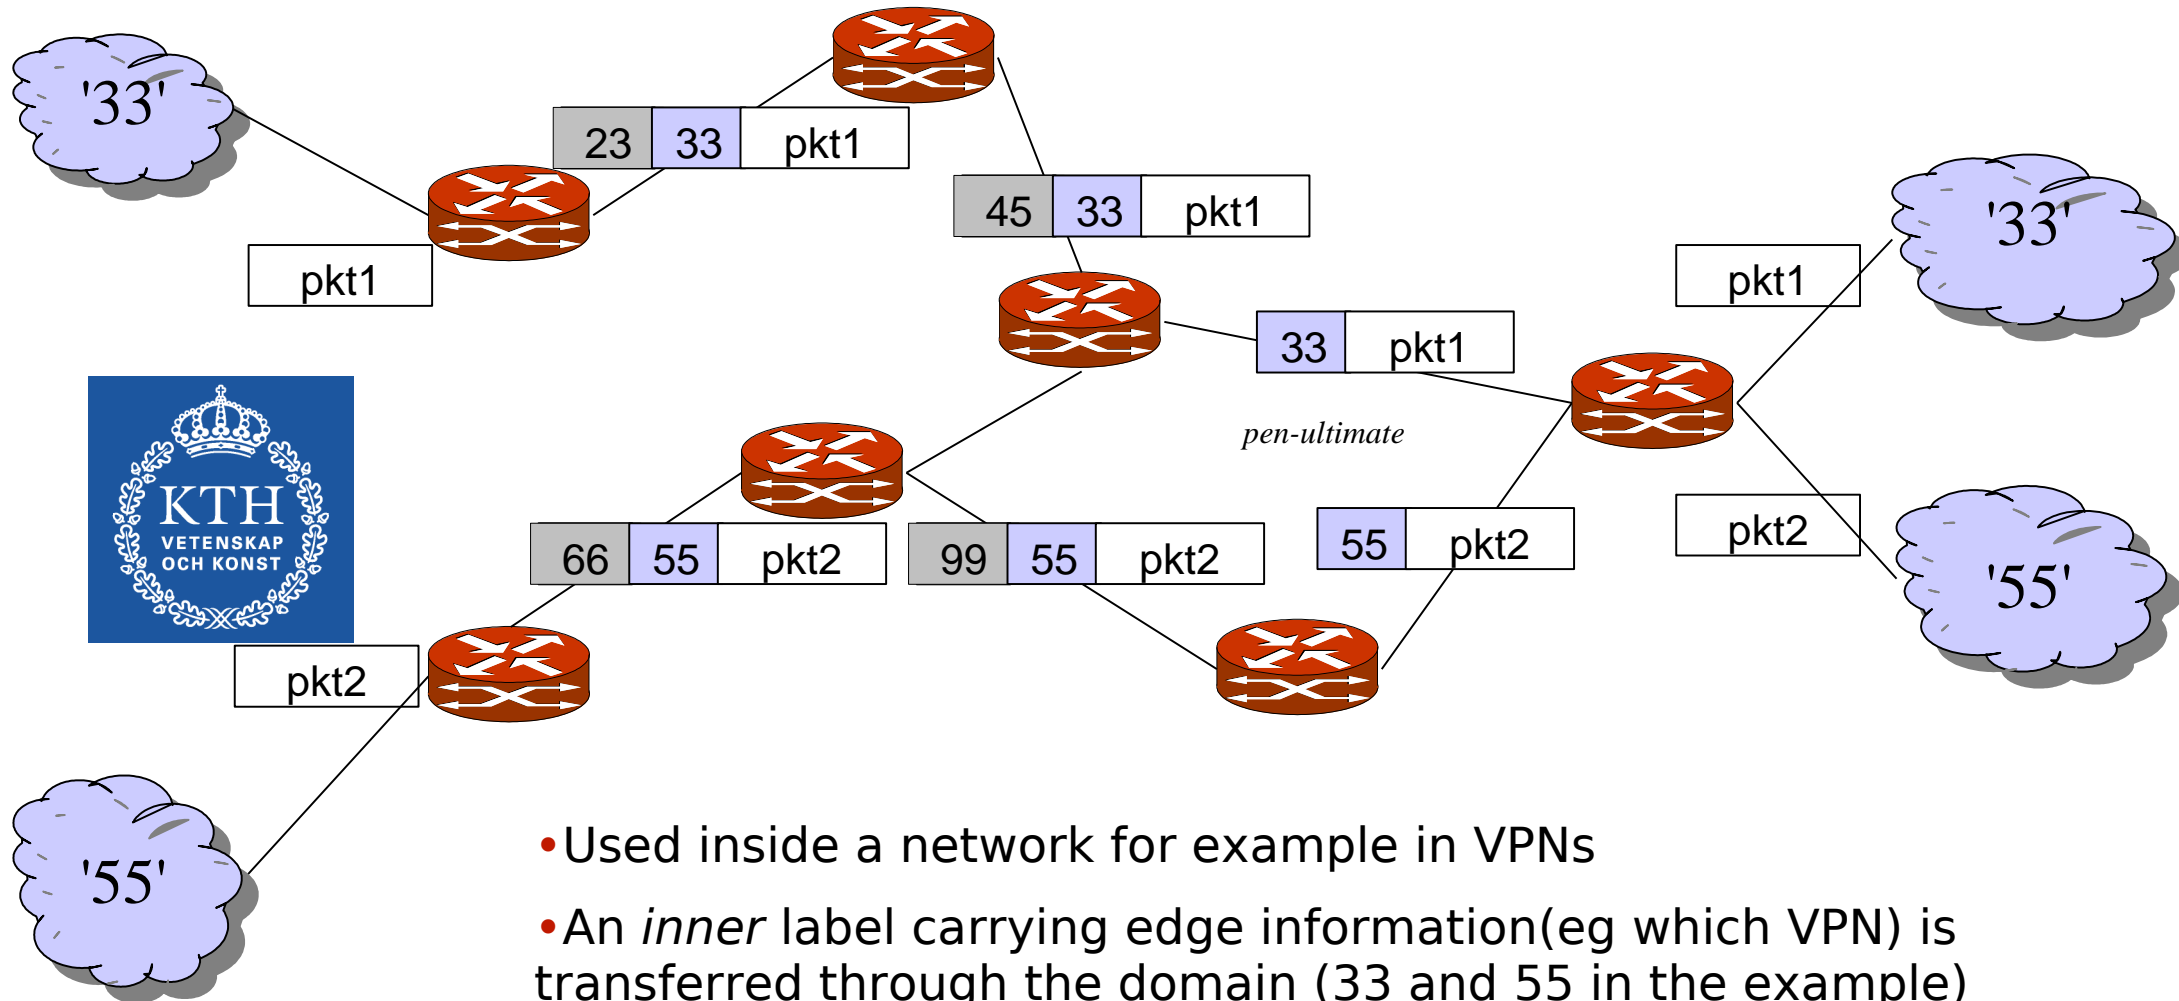 '33'
23 33 pkt1
pkt1
45 33 pkt1
'33'
pkt1
33 pkt1
pen-ultimate
KTH
VETENSKAP
OCH KONST
66 55 pkt2
99 55 pkt2
55 pkt2
pkt2
'55'
pkt2
'55'
•Used inside a network for example in VPNs
•An inner label carrying edge information(eg which VPN) is
transferred through the domain (33 and 55 in the example)